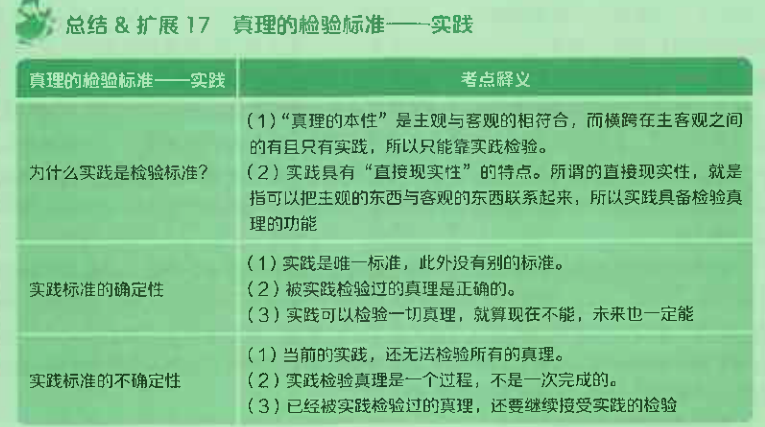 总结 & 扩展 17 真理的检验标准——实践
真理的检验标准——实践 考点释义
为什么实践是检验标准?
(1)“真理的本性”是主观与客观的相符合，而横跨在主客观之间
的有且只有实践，所以只能靠实践检验。
(2) 实践具有“直接现实性”的特点。所谓的直接现实性，就是
指可以把主观的东西与客观的东西联系起来，所以实践具备检验真
理的功能
实践标准的确定性
(1) 实践是唯一标准，此外没有别的标准。
(2) 被实践检验过的真理是正确的。
(3) 实践可以检验一切真理，就算现在不能，未来也一定能
实践标准的不确定性
(1) 当前的实践，还无法检验所有的真理。
(2) 实践检验真理是一个过程，不是一次完成的。
(3) 已经被实践检验过的真理，还要继续接受实践的检验